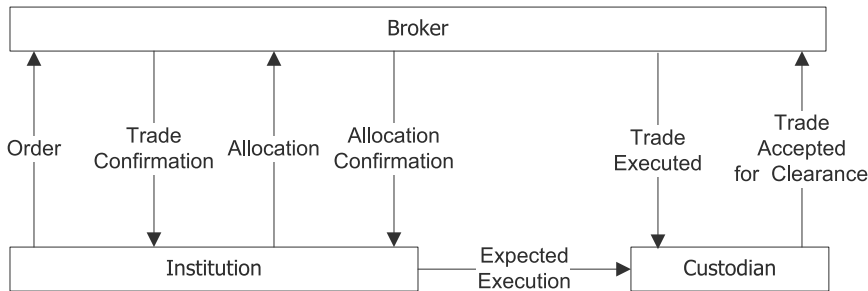 Broker
Order
Trade
Confirmation
Allocation
Allocation
Confirmation
Trade
Executed
Trade
Accepted
for Clearance
Institution
Expected
Execution
Custodian